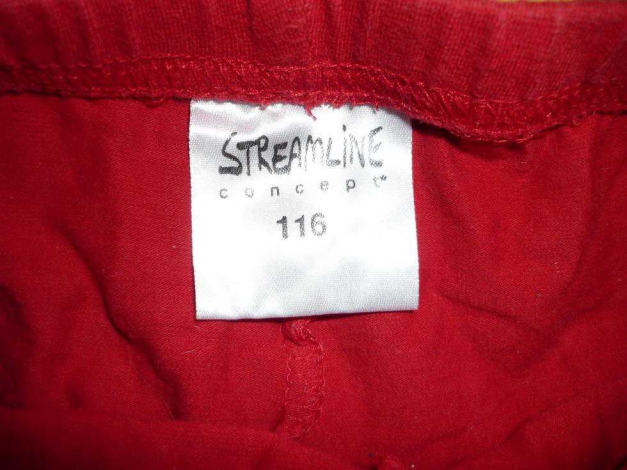 STREAMLINE
concept*
116